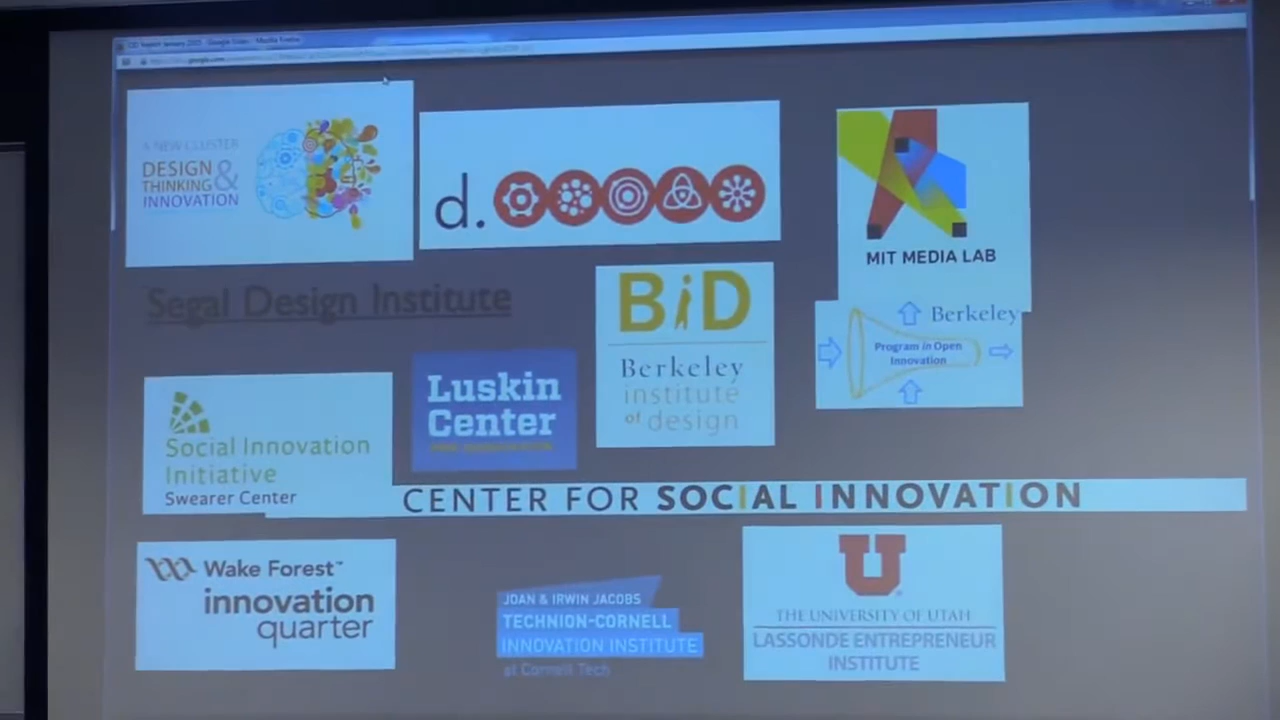 A NEW CLUSTER
DESIGN
THINKING &
INNOVATION
d.
MIT MEDIA LAB
Segal Design Institute
BiD
Berkeley
institute
of design
Berkeley
Program in Open
Innovation
Luskin
Center
Social Innovation
Initiative
Swearer Center
CENTER FOR SOCIAL INNOVATION
Wake Forest™
innovation
quarter
JOAN & IRWIN JACOBS
TECHNION-CORNELL
INNOVATION INSTITUTE
at Cornell Tech
U
THE UNIVERSITY OF UTAH
LASSONDE ENTREPRENEUR
INSTITUTE